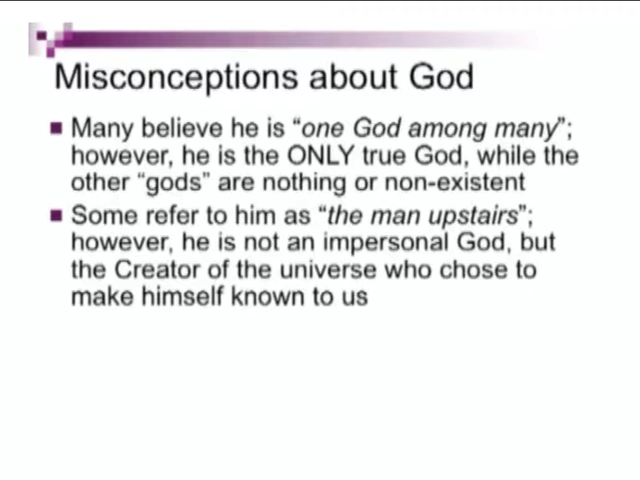 Misconceptions about God
Many believe he is “one God among many”;
however, he is the ONLY true God, while the
other “gods” are nothing or non-existent
Some refer to him as “the man upstairs”;
however, he is not an impersonal God, but
the Creator of the universe who chose to
make himself known to us